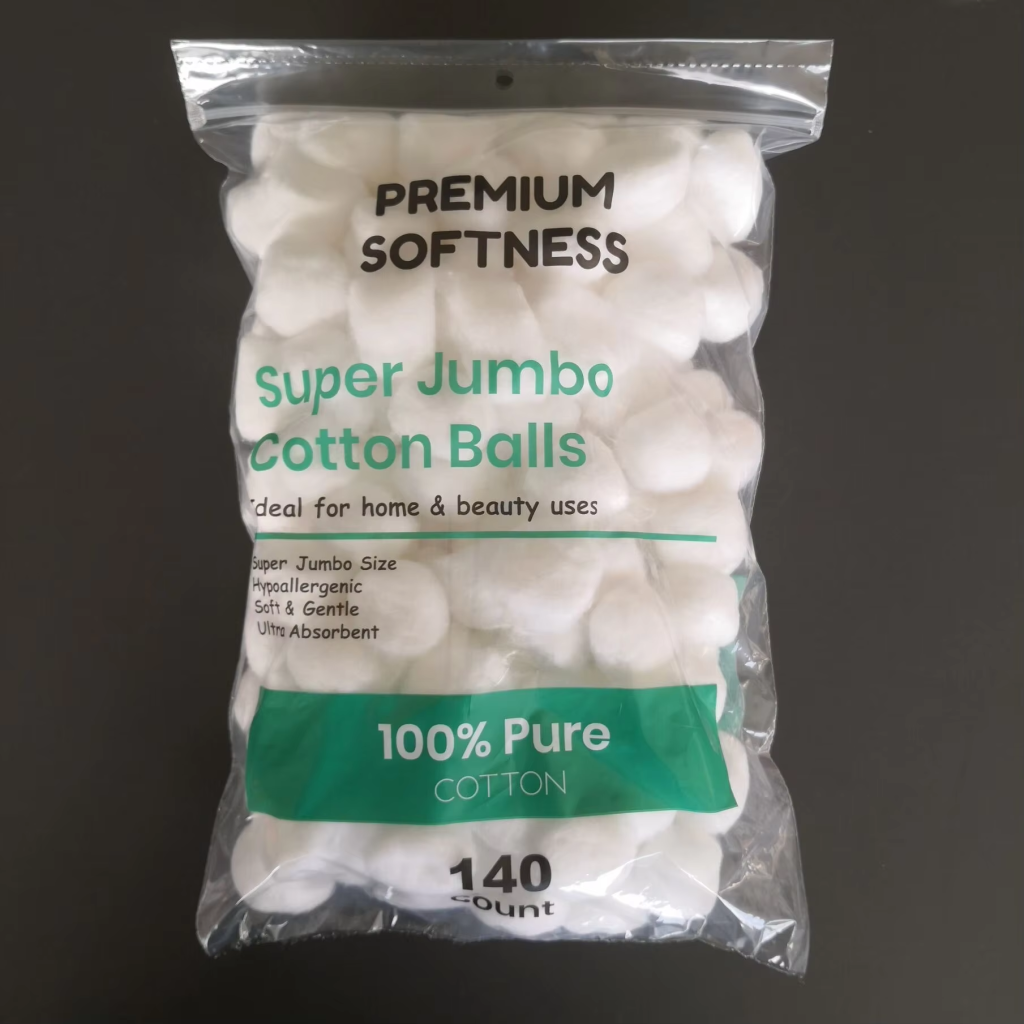 PREMIUM
SOFTNESS
Super Jumbo
Cotton Balls
Ideal for home & beauty uses
Super Jumbo Size
Hypoallergenic
Soft & Gentle
Ultra Absorbent
100% Pure
COTTON
140
count